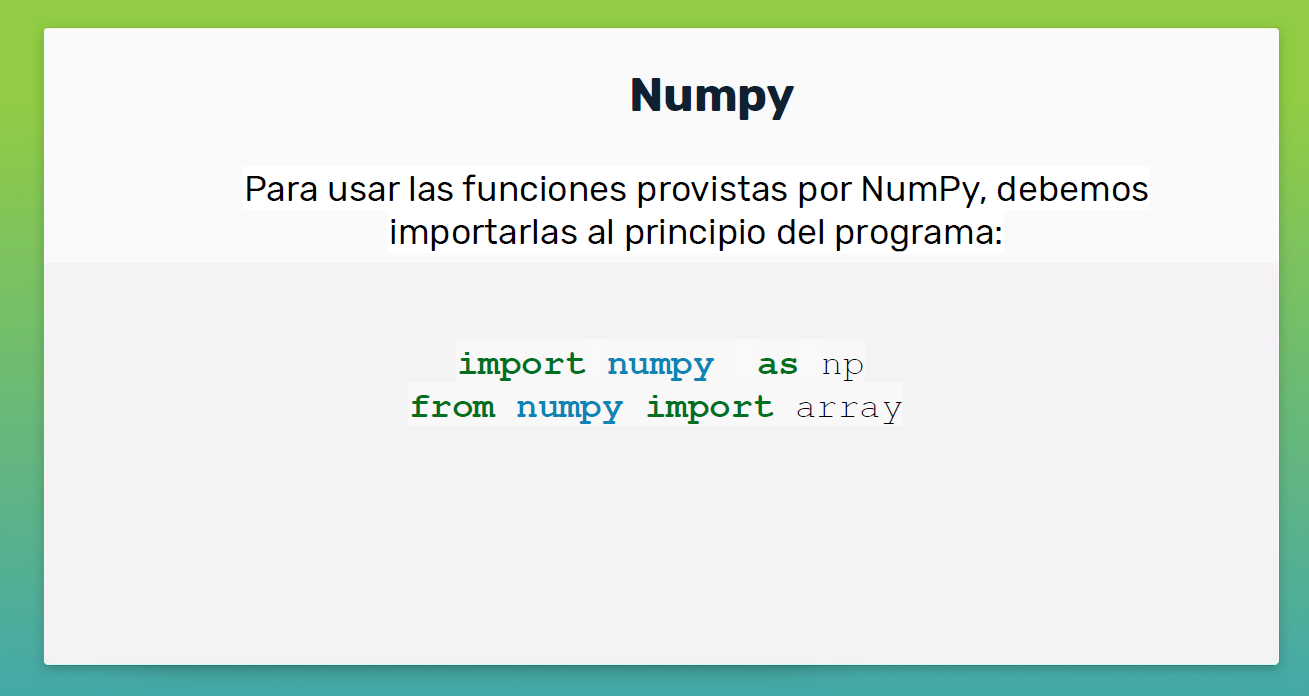 Numpy
Para usar las funciones provistas por NumPy, debemos
importarlas al principio del programa:
import numpy  as np
from numpy import array